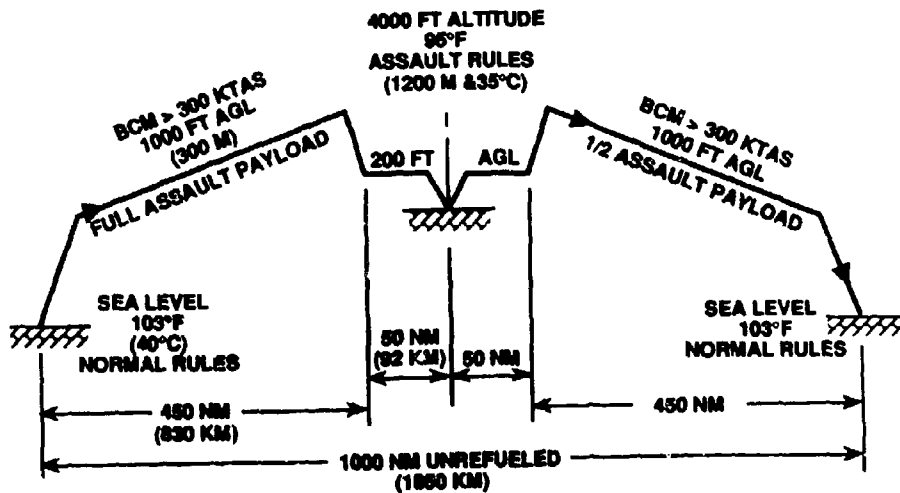 4000 FT ALTITUDE
95°F
ASSAULT RULES
(1200 M & 35°C)
BCM > 300 KTAS
1000 FT AGL
(300 M)
FULL ASSAULT PAYLOAD
200 FT
AGL
BCM > 300 KTAS
1000 FT AGL
1/2 ASSAULT PAYLOAD
SEA LEVEL
103°F
(40°C)
NORMAL RULES
50 NM
(92 KM)
50 NM
SEA LEVEL
103°F
NORMAL RULES
450 NM
(830 KM)
450 NM
1000 NM UNREFUELED
(1850 KM)